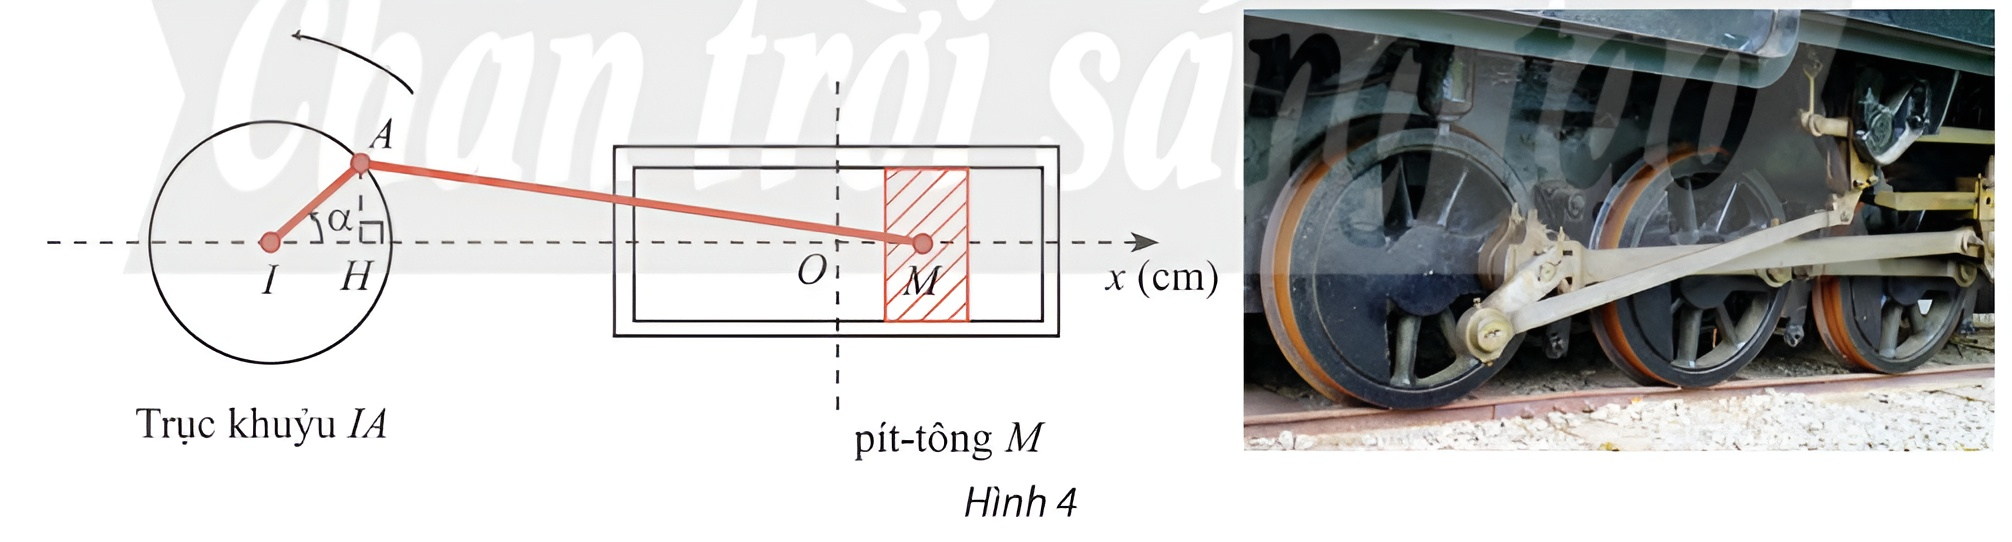 Chân trời sáng tạo
A
α
I
H
O
M
x (cm)
Trục khuỷu IA
pít-tông M
Hình 4